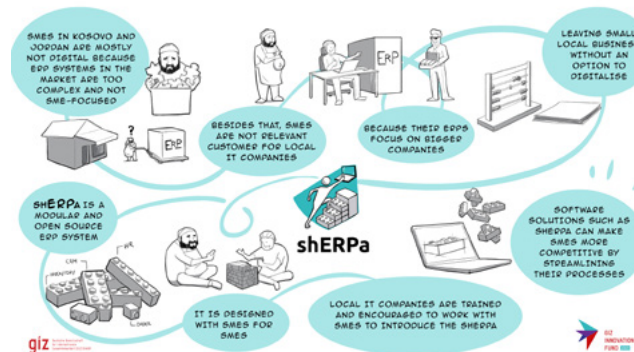 SMES IN KOSOVO AND
JORDAN ARE MOSTLY
NOT DIGITAL BECAUSE
ERP SYSTEMS IN THE
MARKET ARE TOO
COMPLEX AND NOT
SME-FOCUSED
?
ERP
BESIDES THAT, SMES
ARE NOT RELEVANT
CUSTOMER FOR LOCAL
IT COMPANIES
ERP
BECAUSE THEIR ERPS
FOCUS ON BIGGER
COMPANIES
LEAVING SMALL
LOCAL BUSINESS
WITHOUT AN
OPTION TO
DIGITALISE
shERPa
SHERPA IS A
MODULAR AND
OPEN SOURCE
ERP SYSTEM
HR
CRM
INVENTORY
IT IS DESIGNED
WITH SMES FOR
SMES
LOCAL IT COMPANIES ARE TRAINED
AND ENCOURAGED TO WORK WITH
SMES TO INTRODUCE THE SHERPA
SOFTWARE
SOLUTIONS SUCH AS
SHERPA CAN MAKE
SMES MORE
COMPETITIVE BY
STREAMLINING
THEIR PROCESSES
giz
GIZ
INNOVATION
FUND